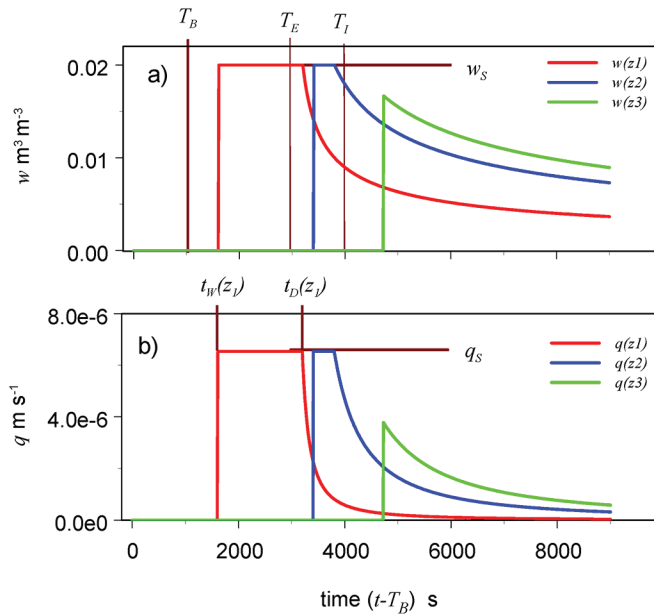 T_B T_E T_I
0.02
0.01
0.00
w m³ m⁻³
a)
w_S
w(z1)
w(z2)
w(z3)
t_W(z_1) t_D(z_1)
8.0e-6
4.0e-6
0.0e0
q m s⁻¹
b)
q_S
q(z1)
q(z2)
q(z3)
0 2000 4000 6000 8000
time (t-T_B) s